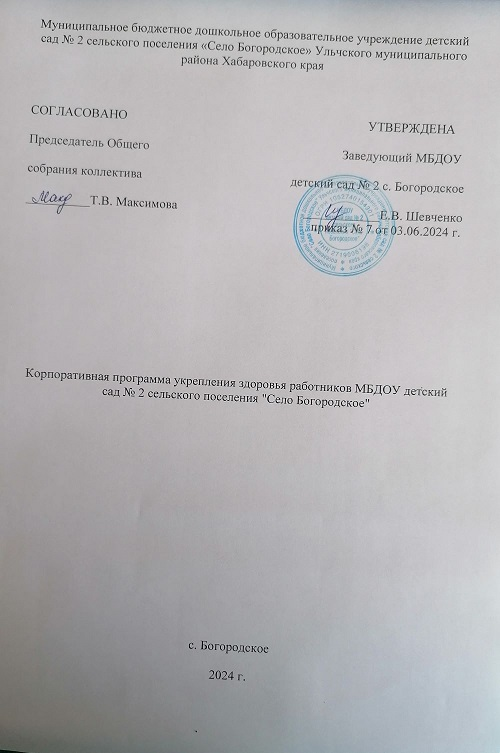 Муниципальное бюджетное дошкольное образовательное учреждение детский
сад № 2 сельского поселения «Село Богородское» Ульчского муниципального
района Хабаровского края
СОГЛАСОВАНО
Председатель Общего
собрания коллектива
Т.В. Максимова
УТВЕРЖДЕНА
Заведующий МБДОУ
детский сад № 2 с. Богородское
Е.В. Шевченко
приказ № 7 от 03.06.2024 г.
Корпоративная программа укрепления здоровья работников МБДОУ детский
сад № 2 сельского поселения "Село Богородское"
с. Богородское
2024 г.